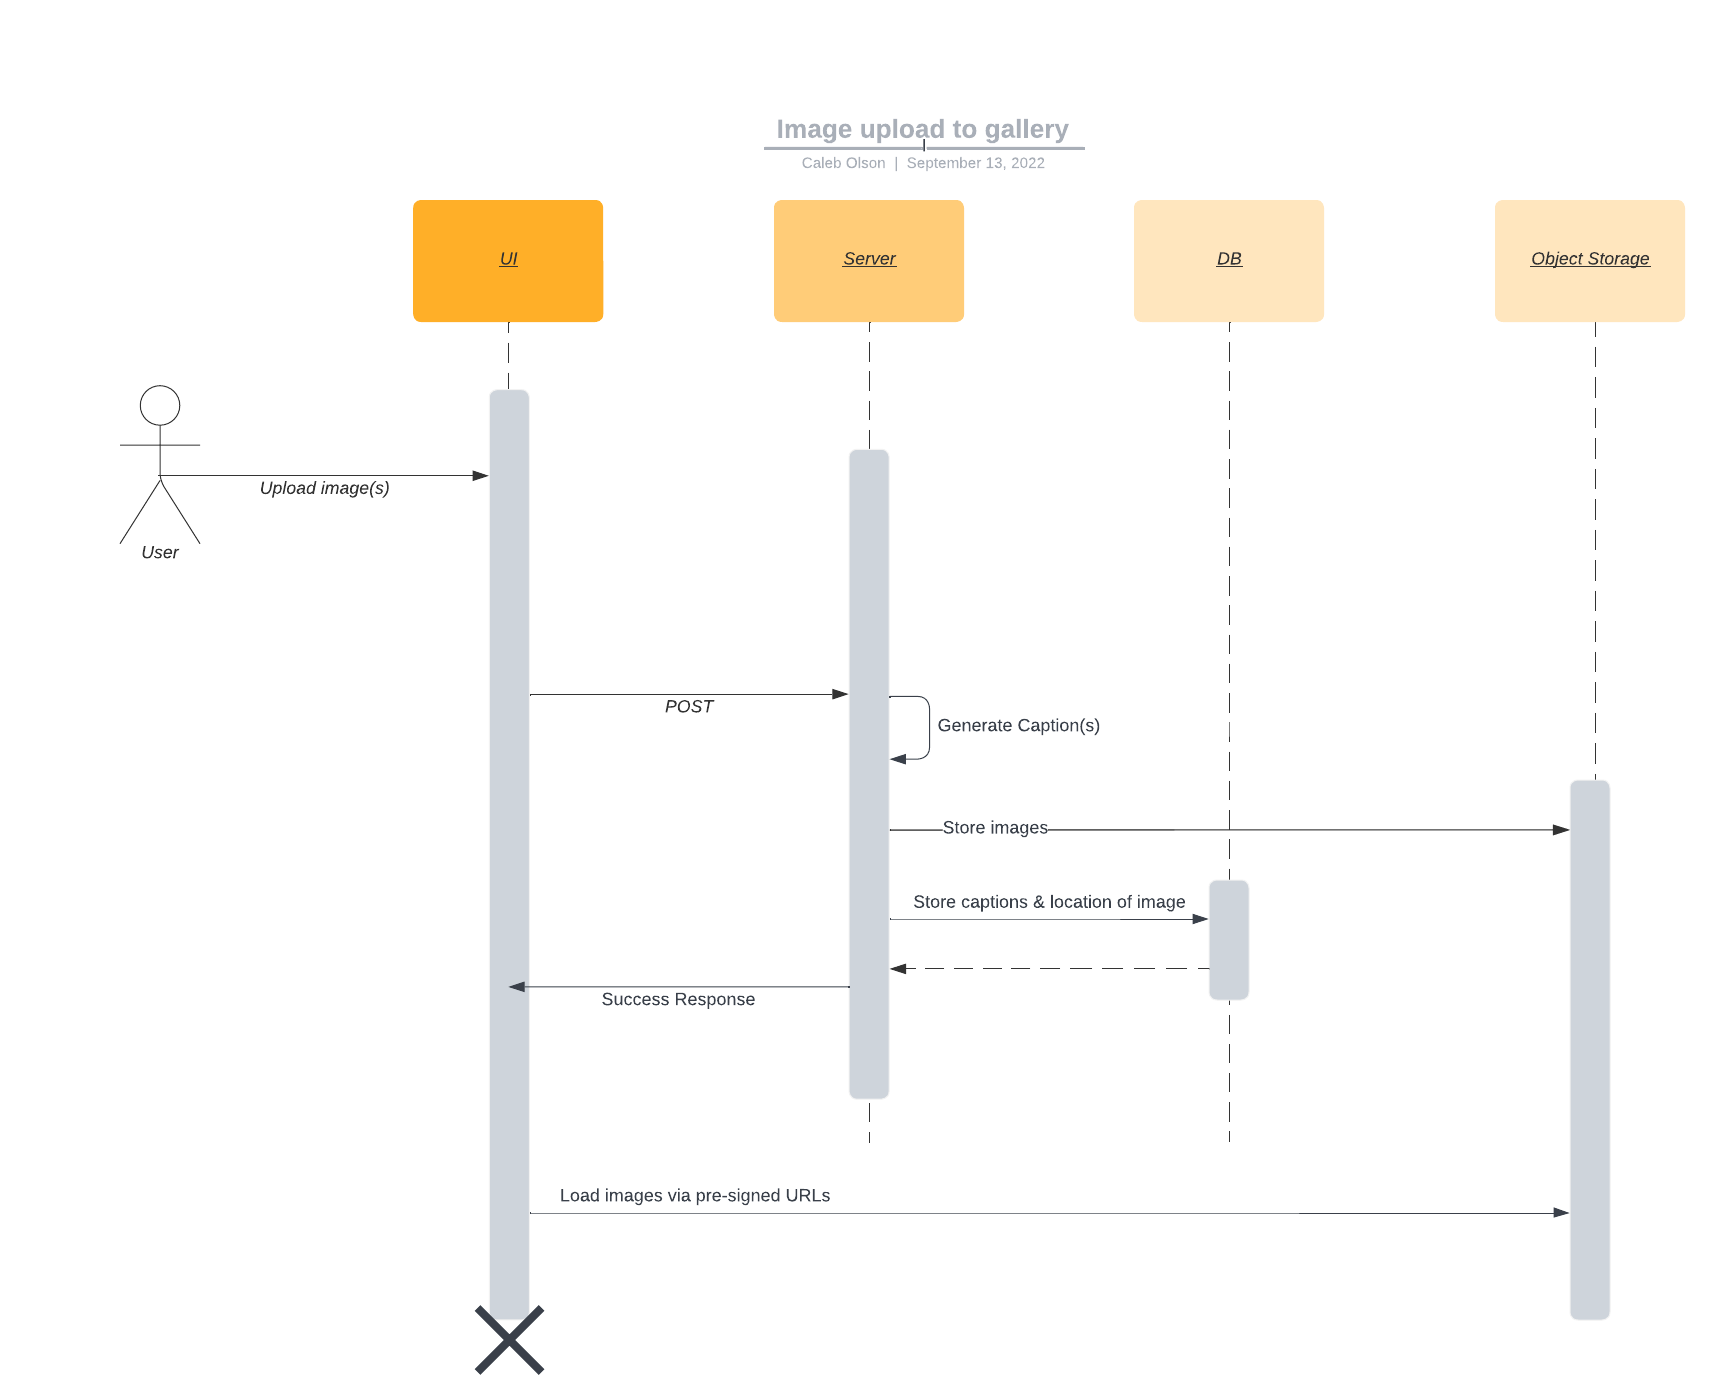 Image upload to gallery
Caleb Olson | September 13, 2022
UI
Server
DB
Object Storage
Upload image(s)
User
POST
Generate Caption(s)
Store images
Store captions & location of image
Success Response
Load images via pre-signed URLs